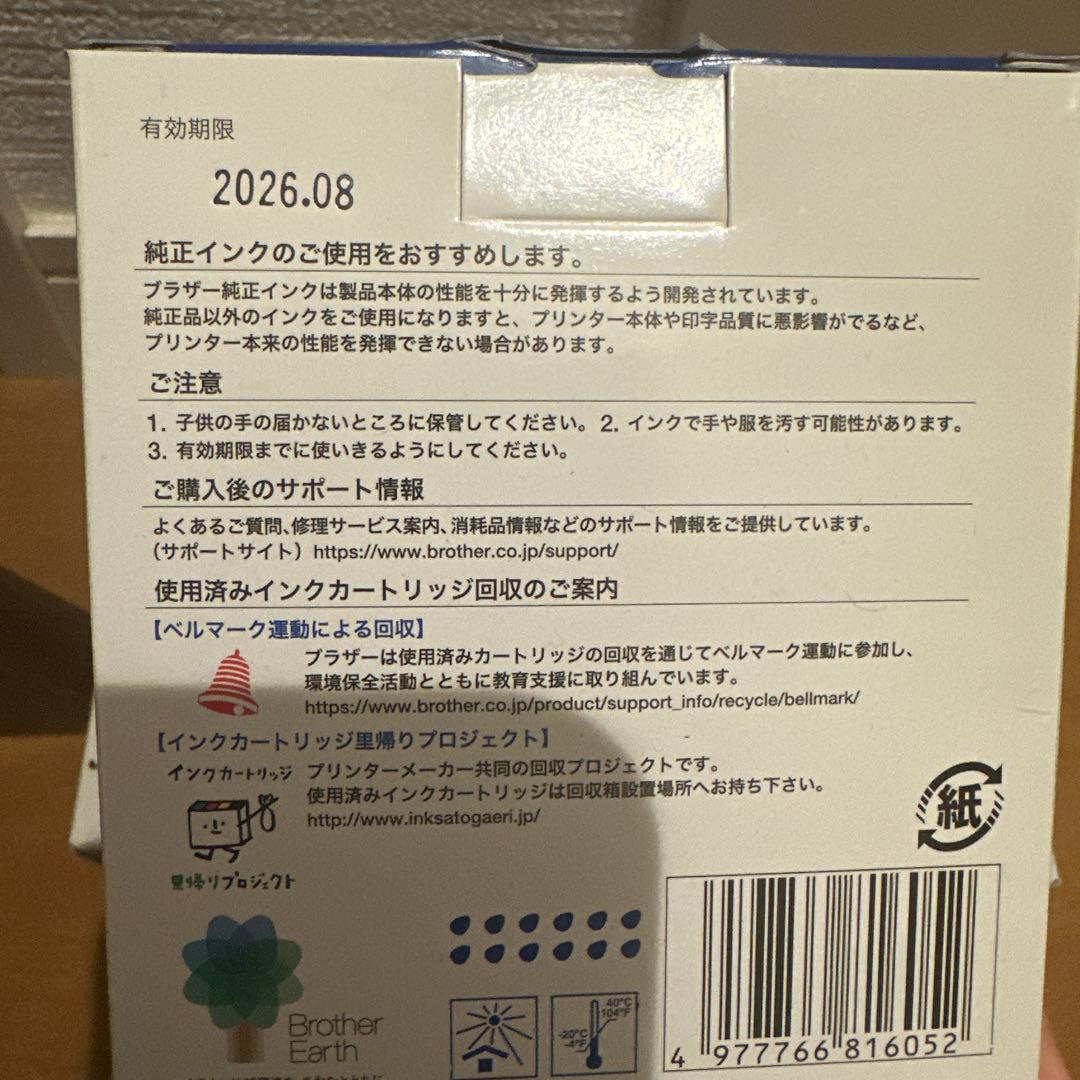 有効期限
2026.08
純正インクのご使用をおすすめします。
ブラザー純正インクは製品本体の性能を十分に発揮するよう開発されています。
純正品以外のインクをご使用になりますと、プリンター本体や印字品質に悪影響がでるなど、
プリンター本来の性能を発揮できない場合があります。
ご注意
1. 子供の手の届かないところに保管してください。 2. インクで手や服を汚す可能性があります。
3. 有効期限までに使いきるようにしてください。
ご購入後のサポート情報
よくあるご質問、修理サービス案内、消耗品情報などのサポート情報をご提供しています。
（サポートサイト）https://www.brother.co.jp/support/
使用済みインクカートリッジ回収のご案内
【ベルマーク運動による回収】
ブラザーは使用済みカートリッジの回収を通じてベルマーク運動に参加し、
環境保全活動とともに教育支援に取り組んでいます。
https://www.brother.co.jp/product/support_info/recycle/bellmark/
【インクカートリッジ里帰りプロジェクト】
インクカートリッジ
里帰りプロジェクト
プリンターメーカー共同の回収プロジェクトです。
使用済みインクカートリッジは回収箱設置場所へお持ち下さい。
http://www.inksatogaeri.jp/
紙
Brother
Earth
40°C
104°F
-20°C
-4°F
4 977766 816052